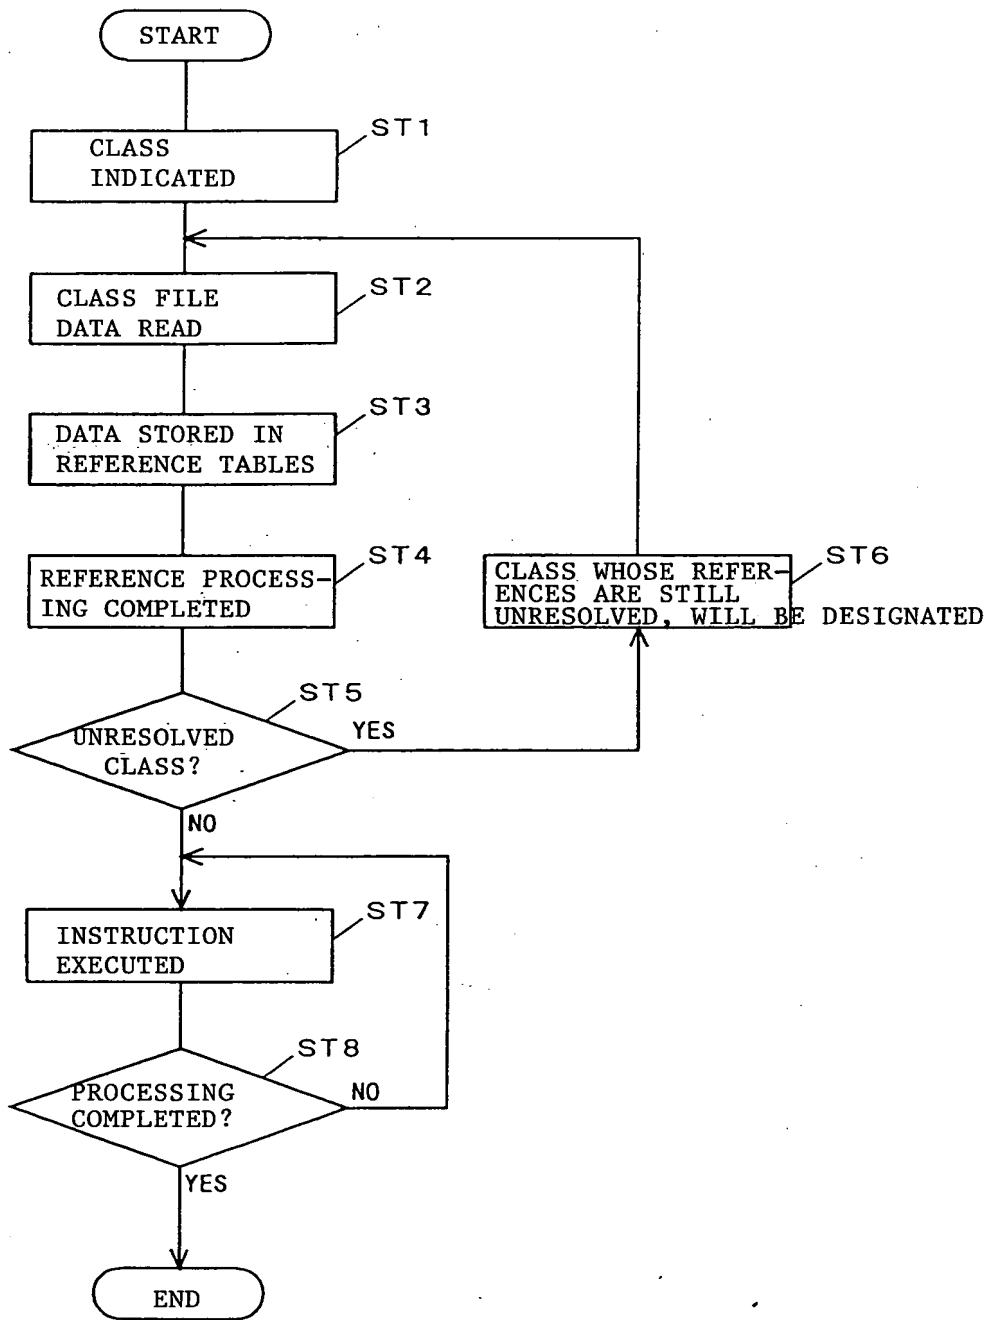 START
ST1
CLASS
INDICATED
ST2
CLASS FILE
DATA READ
ST3
DATA STORED IN
REFERENCE TABLES
ST4
REFERENCE PROCESS-
ING COMPLETED
ST6
CLASS WHOSE REFER-
ENCES ARE STILL
UNRESOLVED, WILL BE DESIGNATED
ST5
UNRESOLVED
CLASS?
YES
NO
ST7
INSTRUCTION
EXECUTED
ST8
PROCESSING
COMPLETED?
NO
YES
END